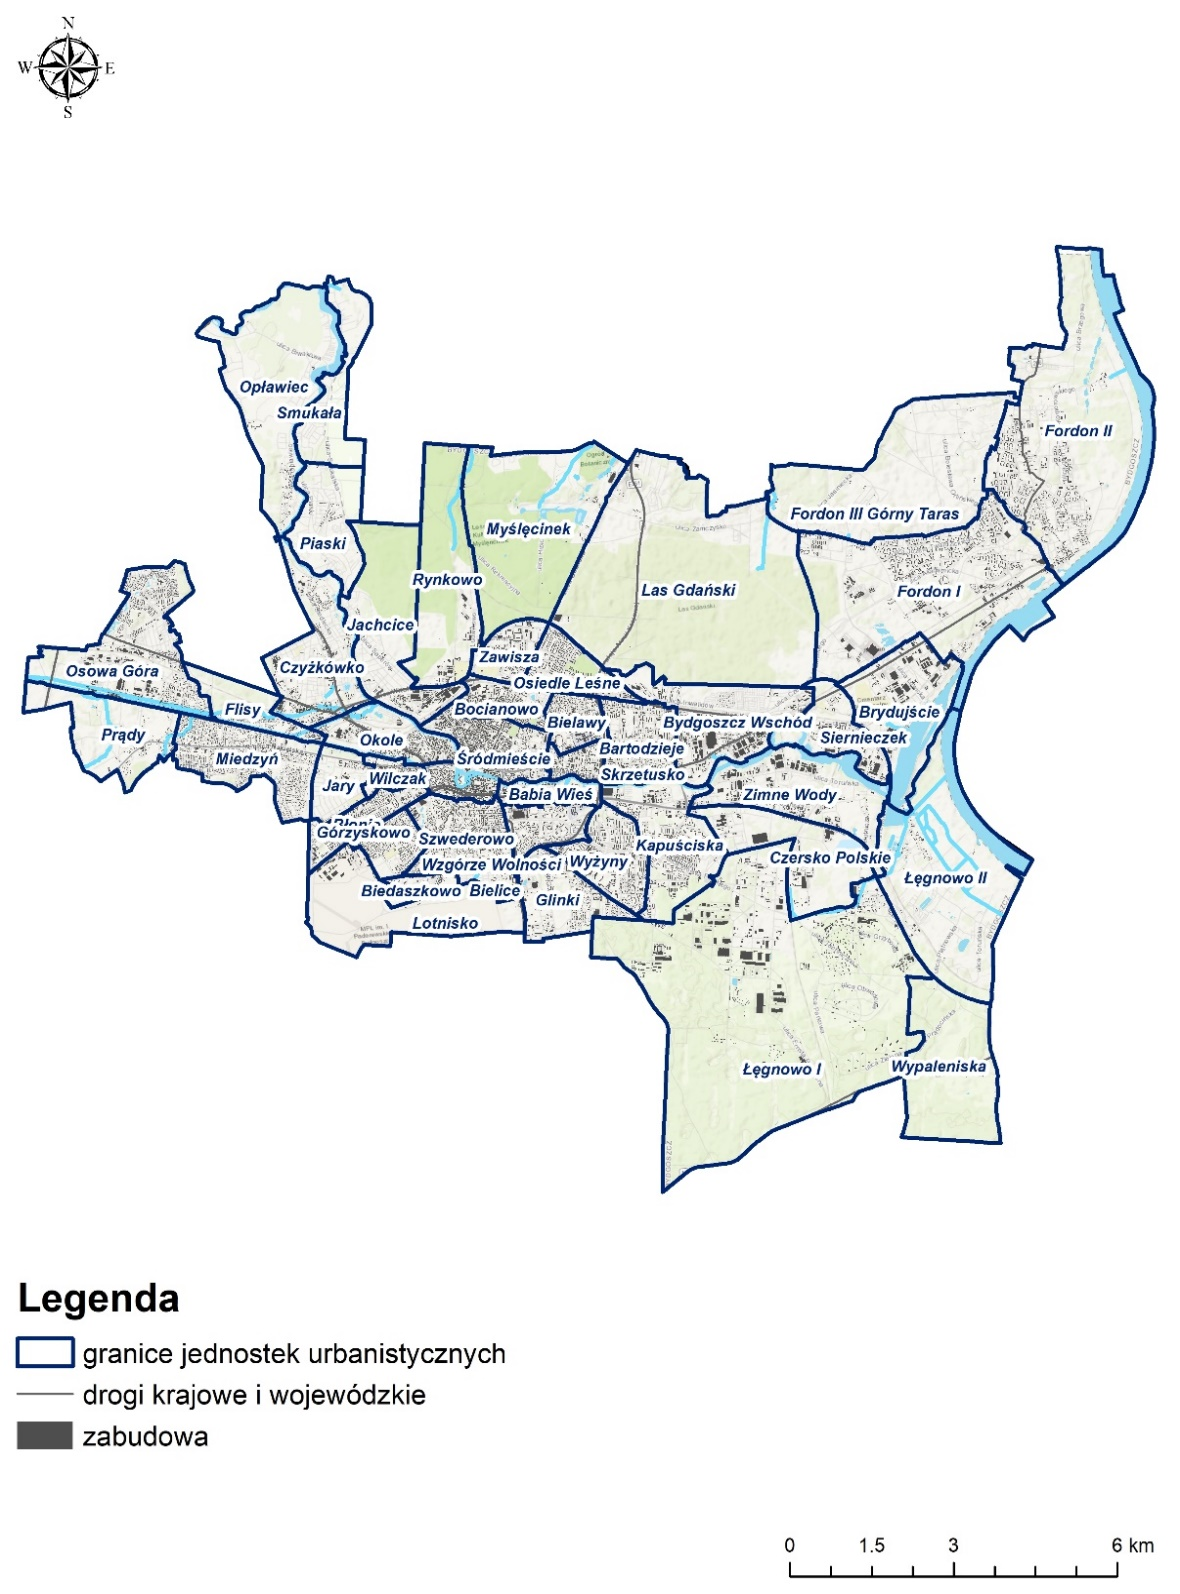 N
W E
S
Opławiec
Smukała
Fordon II
Fordon III Górny Taras
Myślęcinek
Piaski
Rynkowo
Las Gdański
Fordon I
Jachcice
Zawisza
Czyżkówko
Osowa Góra
Osiedle Leśne
Flisy
Bocianowo
Bielawy
Bydgoszcz Wschód
Brydujście
Prądy
Okole
Siernieczek
Bartodzieje
Miedzyń
Śródmieście
Skrzetusko
Jary
Wilczak
Babia Wieś
Zimne Wody
Górzyskowo
Szwederowo
Kapuściska
Wzgórze Wolności
Wyżyny
Czersko Polskie
Łęgnowo II
Biedaszkowo
Bielice
Glinki
Lotnisko
Łęgnowo I
Wypaleniska
Legenda
granice jednostek urbanistycznych
drogi krajowe i wojewódzkie
zabudowa
0 1.5 3 6 km